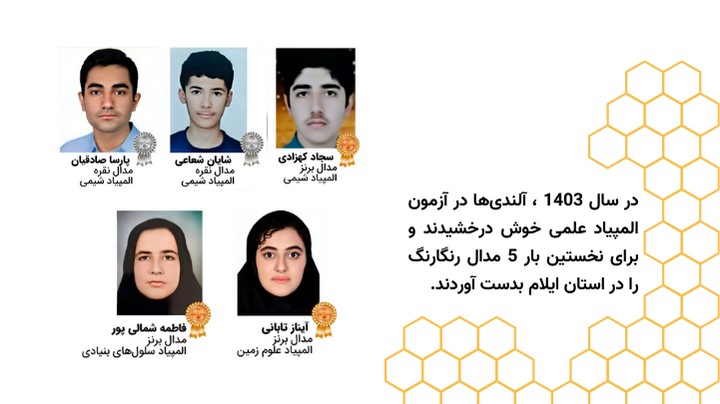 پارسا صادقیان
مدال نقره
المپیاد شیمی
شایان شعاعی
مدال نقره
المپیاد شیمی
سجاد کهزادی
مدال برنز
المپیاد شیمی
فاطمه شمالی پور
مدال برنز
المپیاد سلول‌های بنیادی
آیناز تابانی
مدال برنز
المپیاد علوم زمین
در سال 1403 ، آلندی‌ها در آزمون
المپیاد علمی خوش درخشیدند و
برای نخستین بار 5 مدال رنگارنگ
را در استان ایلام بدست آوردند.